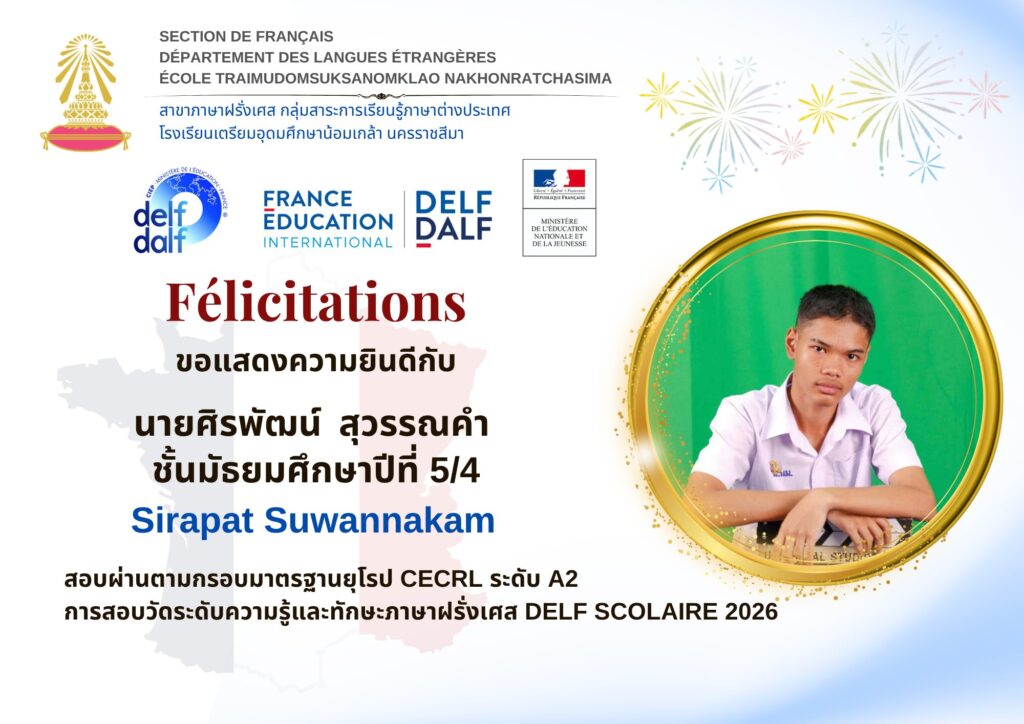 SECTION DE FRANÇAIS
DÉPARTEMENT DES LANGUES ÉTRANGÈRES
ÉCOLE TRAIMUDOMSUKSANOMKLAO NAKHONRATCHASIMA
สาขาภาษาฝรั่งเศส กลุ่มสาระการเรียนรู้ภาษาต่างประเทศ
โรงเรียนเตรียมอุดมศึกษาน้อมเกล้า นครราชสีมา
CIEP - MINISTÈRE DE L'ÉDUCATION, FRANCE
delf
dalf
®
FRANCE
ÉDUCATION
INTERNATIONAL
DELF
DALF
Liberté • Égalité • Fraternité
RÉPUBLIQUE FRANÇAISE
MINISTÈRE
DE L'ÉDUCATION
NATIONALE ET
DE LA JEUNESSE
Félicitations
ขอแสดงความยินดีกับ
นายศิรพัฒน์ สุวรรณคำ
ชั้นมัธยมศึกษาปีที่ 5/4
Sirapat Suwannakam
สอบผ่านตามกรอบมาตรฐานยุโรป CECRL ระดับ A2
การสอบวัดระดับความรู้และทักษะภาษาฝรั่งเศส DELF SCOLAIRE 2026